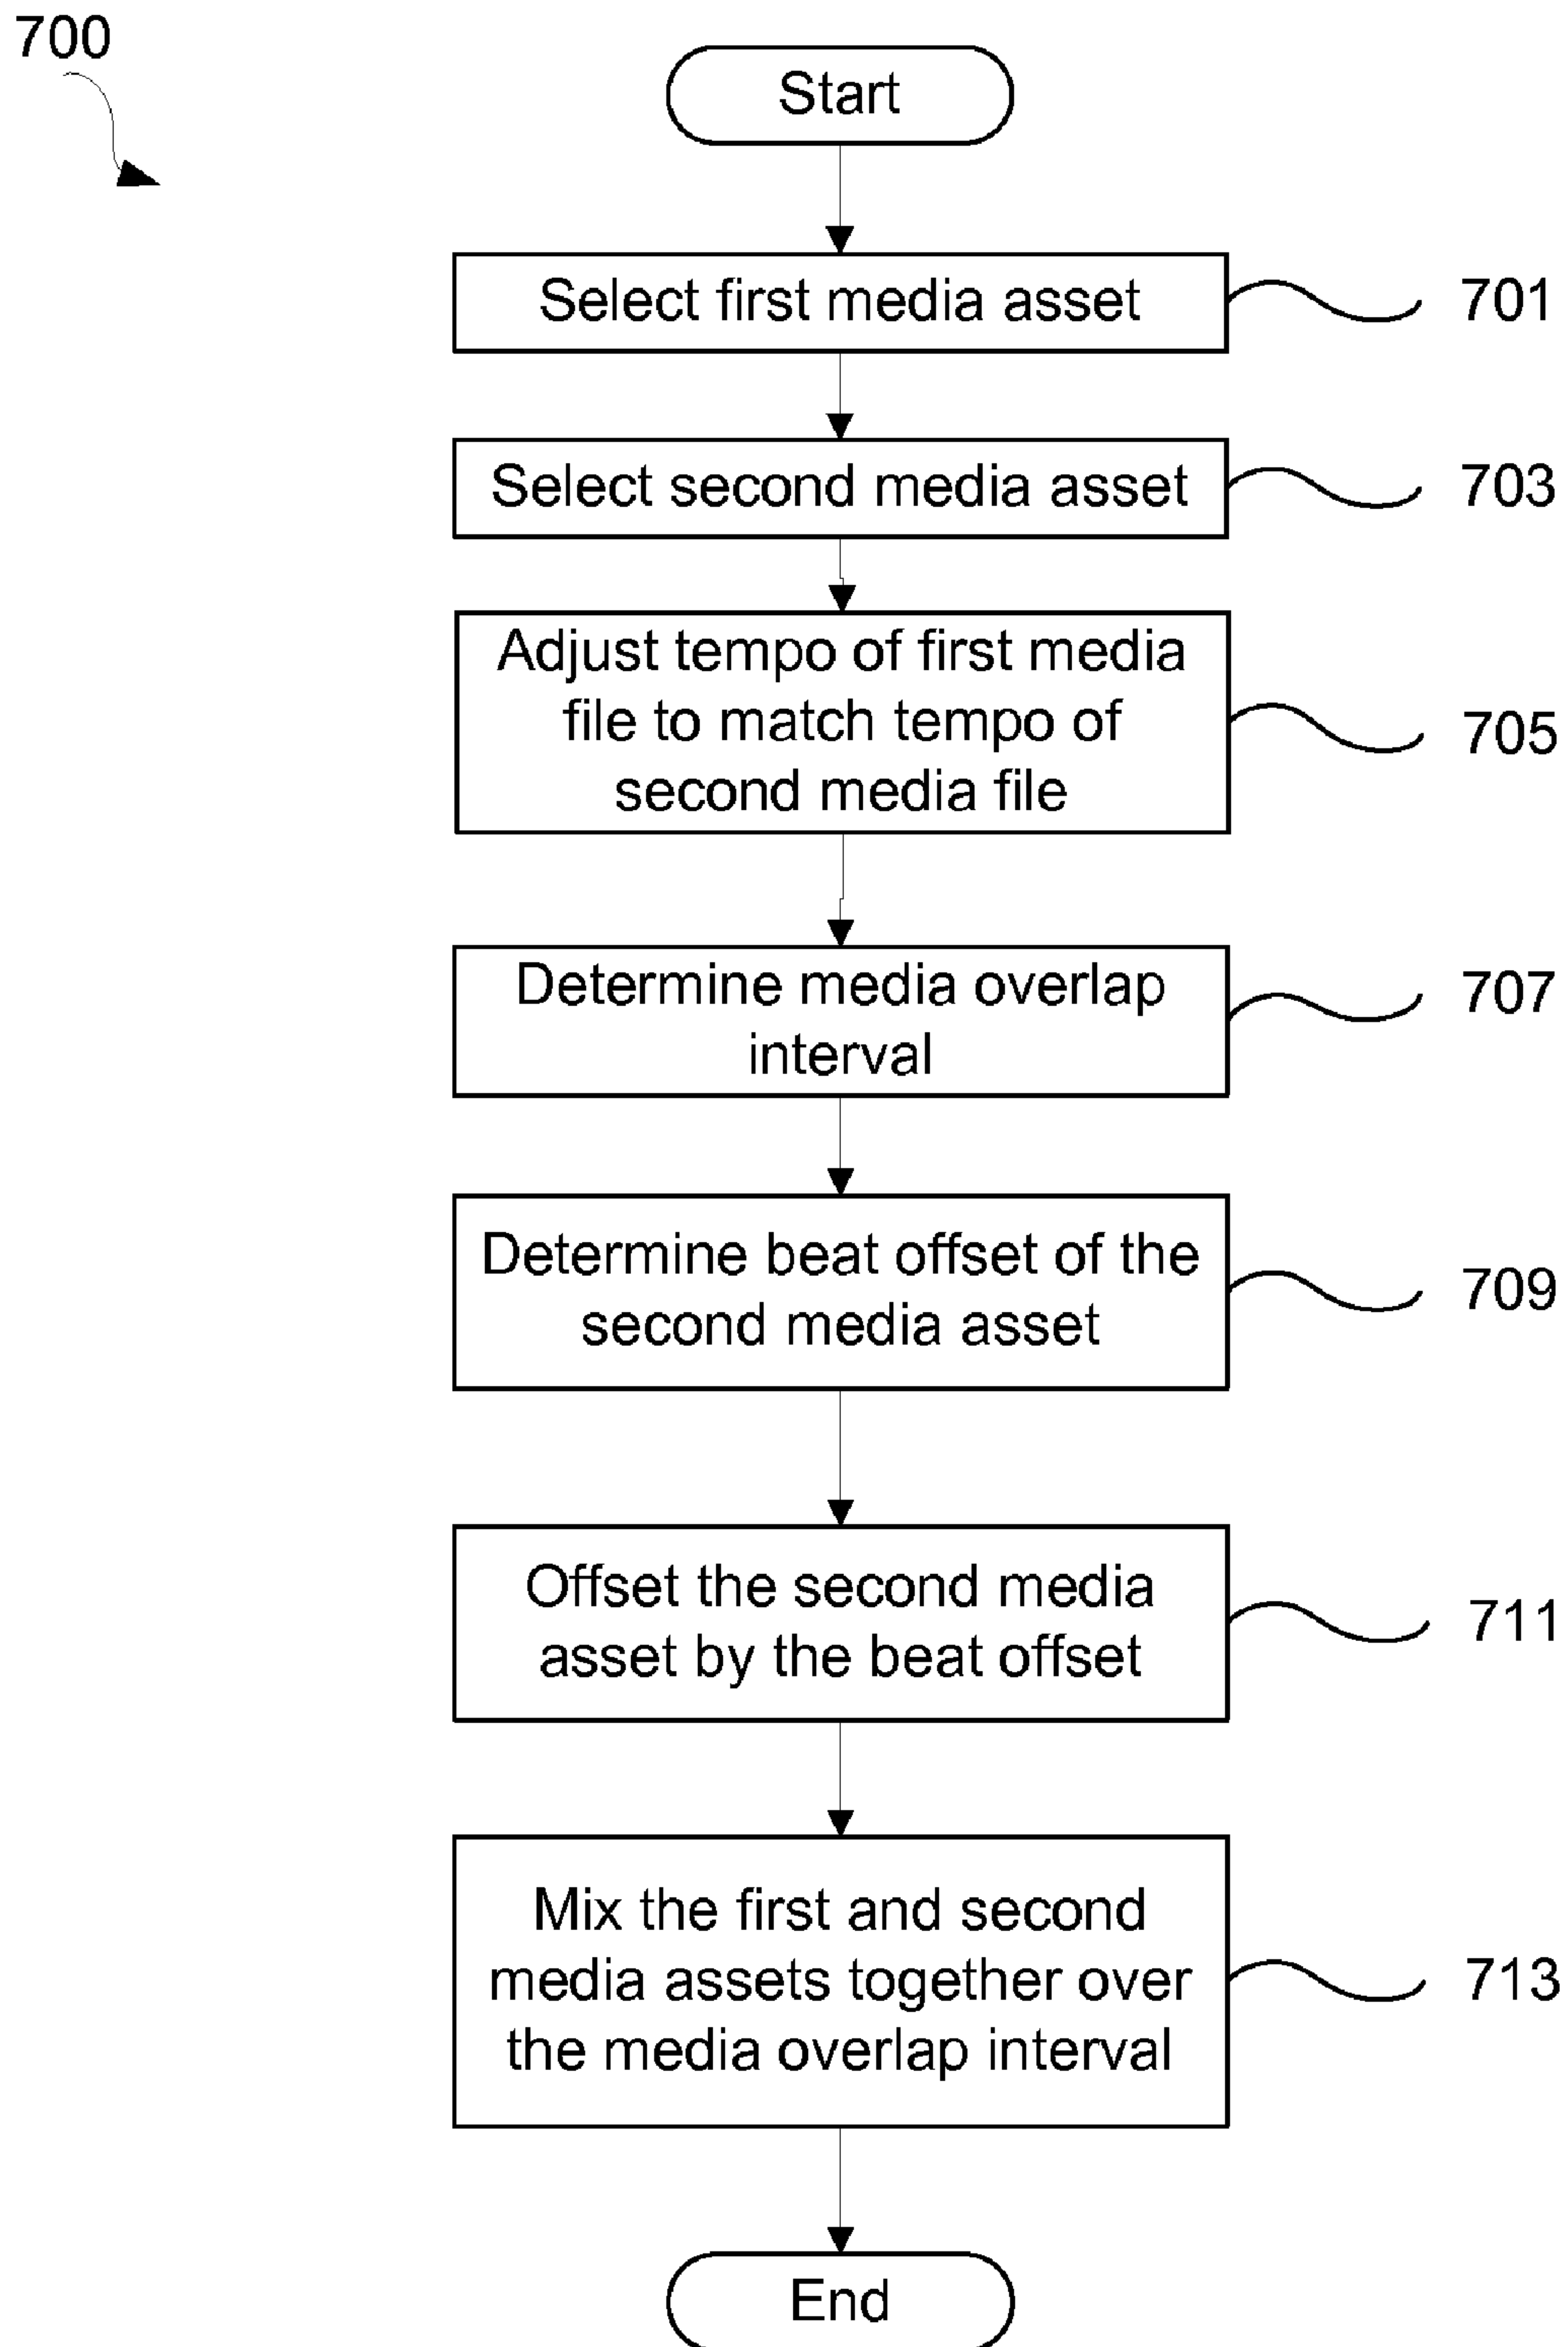 700
Start
Select first media asset
701
Select second media asset
703
Adjust tempo of first media
file to match tempo of
second media file
705
Determine media overlap
interval
707
Determine beat offset of the
second media asset
709
Offset the second media
asset by the beat offset
711
Mix the first and second
media assets together over
the media overlap interval
713
End